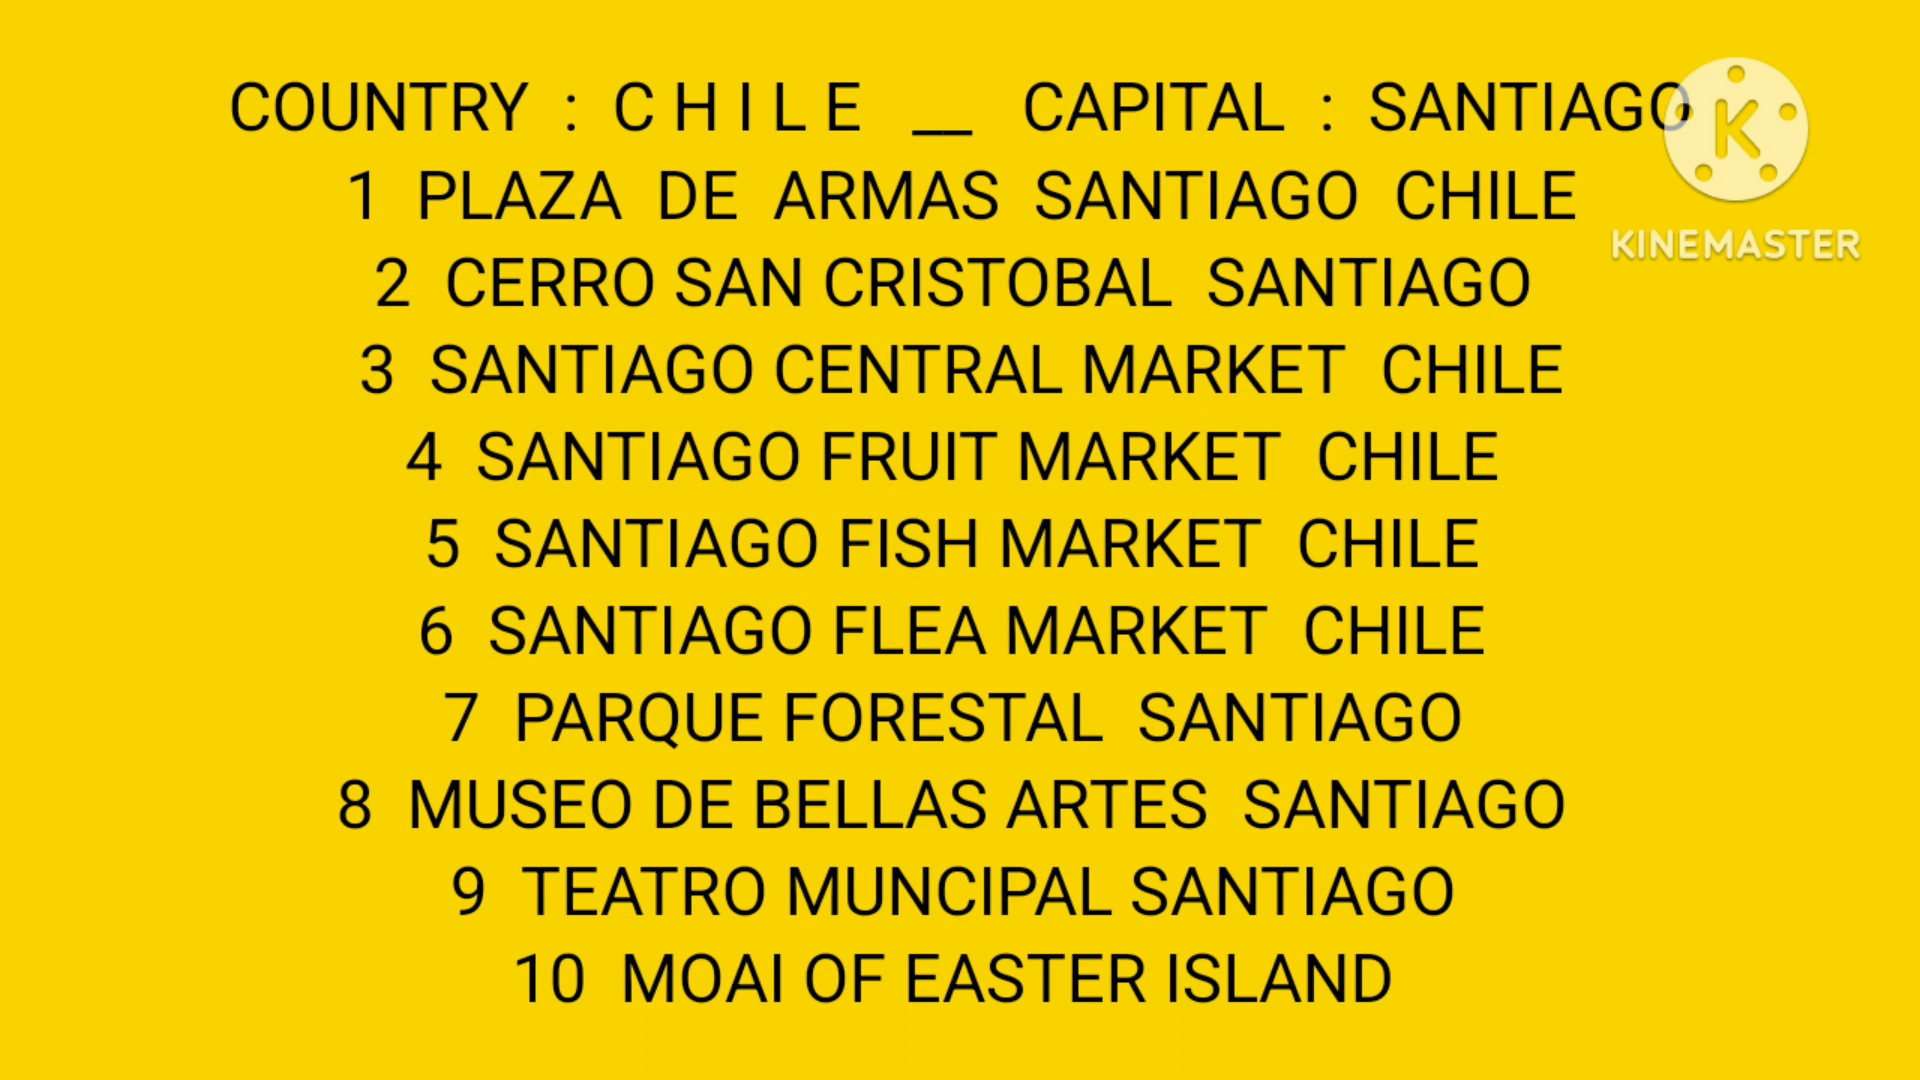 COUNTRY : C H I L E __ CAPITAL : SANTIAGO
1 PLAZA DE ARMAS SANTIAGO CHILE
2 CERRO SAN CRISTOBAL SANTIAGO
3 SANTIAGO CENTRAL MARKET CHILE
4 SANTIAGO FRUIT MARKET CHILE
5 SANTIAGO FISH MARKET CHILE
6 SANTIAGO FLEA MARKET CHILE
7 PARQUE FORESTAL SANTIAGO
8 MUSEO DE BELLAS ARTES SANTIAGO
9 TEATRO MUNCIPAL SANTIAGO
10 MOAI OF EASTER ISLAND
K
KINEMASTER